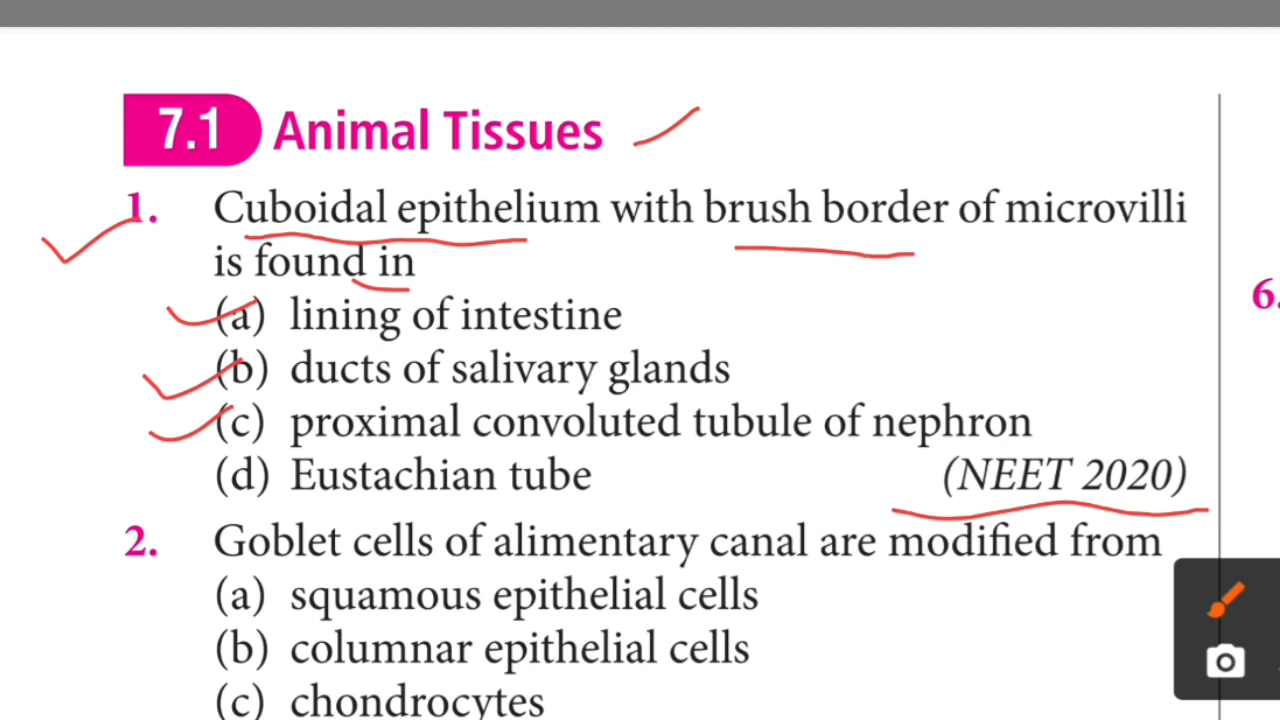 7.1 Animal Tissues
1. Cuboidal epithelium with brush border of microvilli
is found in
(a) lining of intestine
(b) ducts of salivary glands
(c) proximal convoluted tubule of nephron
(d) Eustachian tube (NEET 2020)
2. Goblet cells of alimentary canal are modified from
(a) squamous epithelial cells
(b) columnar epithelial cells
(c) chondrocytes
6.